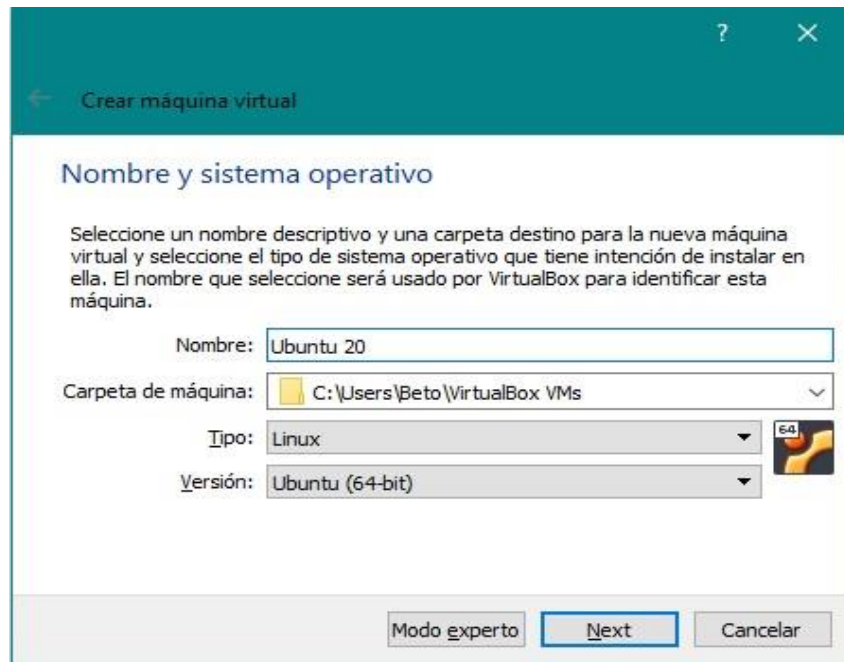 ?
Crear máquina virtual
Nombre y sistema operativo
Seleccione un nombre descriptivo y una carpeta destino para la nueva máquina
virtual y seleccione el tipo de sistema operativo que tiene intención de instalar en
ella. El nombre que seleccione será usado por VirtualBox para identificar esta
máquina.
Nombre: Ubuntu 20
Carpeta de máquina: C:\Users\Beto\VirtualBox VMs
Tipo: Linux
64
Versión: Ubuntu (64-bit)
Modo experto Next Cancelar